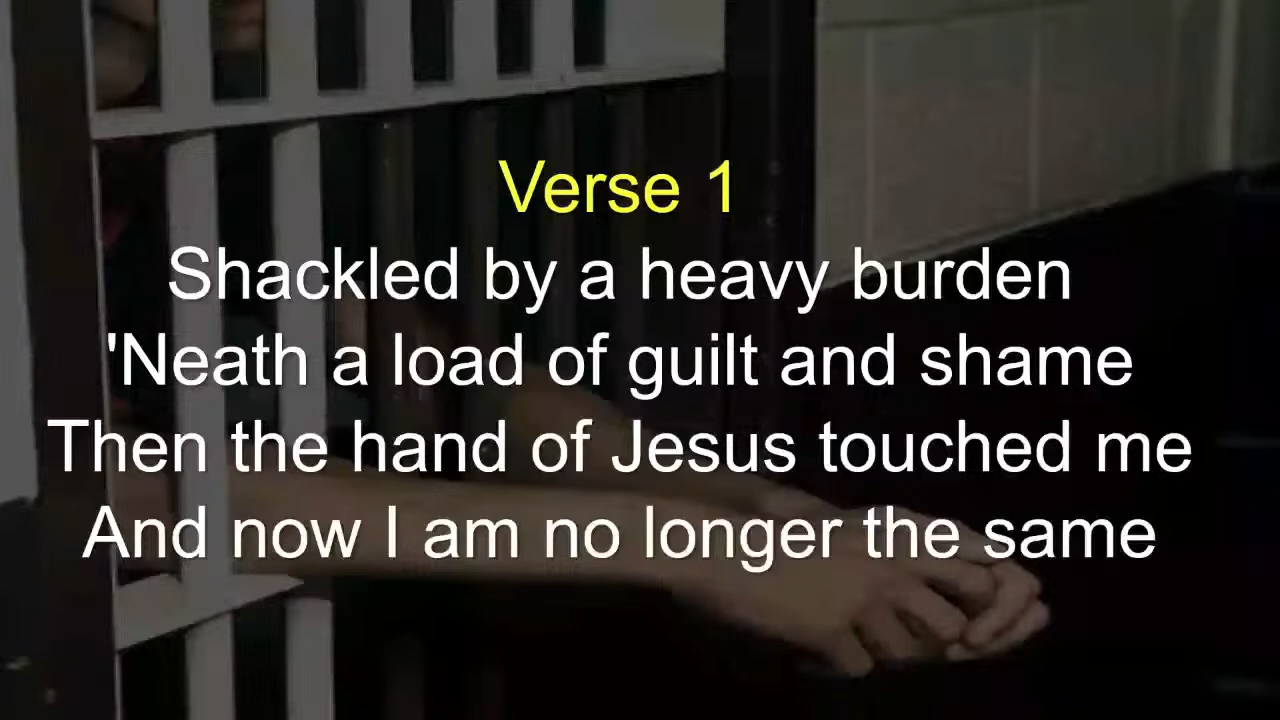 Verse 1
Shackled by a heavy burden
'Neath a load of guilt and shame
Then the hand of Jesus touched me
And now I am no longer the same